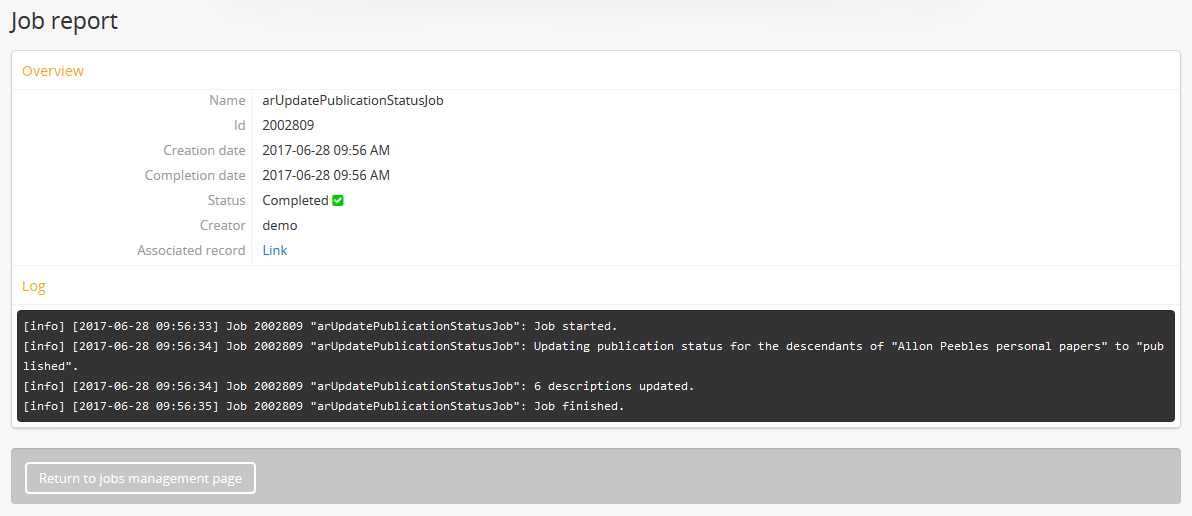 Job report
Overview
Name arUpdatePublicationStatusJob
Id 2002809
Creation date 2017-06-28 09:56 AM
Completion date 2017-06-28 09:56 AM
Status Completed
Creator demo
Associated record Link
Log
[info] [2017-06-28 09:56:33] Job 2002809 "arUpdatePublicationStatusJob": Job started.
[info] [2017-06-28 09:56:34] Job 2002809 "arUpdatePublicationStatusJob": Updating publication status for the descendants of "Allon Peebles personal papers" to "pub
lished".
[info] [2017-06-28 09:56:34] Job 2002809 "arUpdatePublicationStatusJob": 6 descriptions updated.
[info] [2017-06-28 09:56:35] Job 2002809 "arUpdatePublicationStatusJob": Job finished.
Return to jobs management page